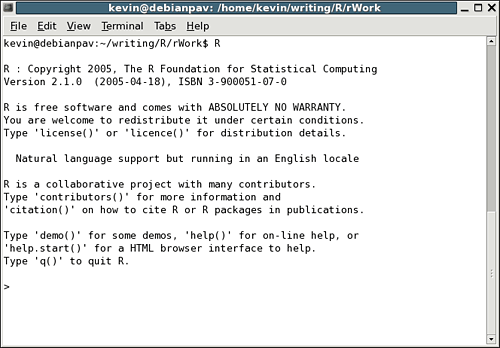 kevin@debianpav: /home/kevin/writing/R/rWork
File Edit View Terminal Tabs Help
kevin@debianpav:~/writing/R/rWork$ R
R : Copyright 2005, The R Foundation for Statistical Computing
Version 2.1.0  (2005-04-18), ISBN 3-900051-07-0
R is free software and comes with ABSOLUTELY NO WARRANTY.
You are welcome to redistribute it under certain conditions.
Type 'license()' or 'licence()' for distribution details.
  Natural language support but running in an English locale
R is a collaborative project with many contributors.
Type 'contributors()' for more information and
'citation()' on how to cite R or R packages in publications.
Type 'demo()' for some demos, 'help()' for on-line help, or
'help.start()' for a HTML browser interface to help.
Type 'q()' to quit R.
>